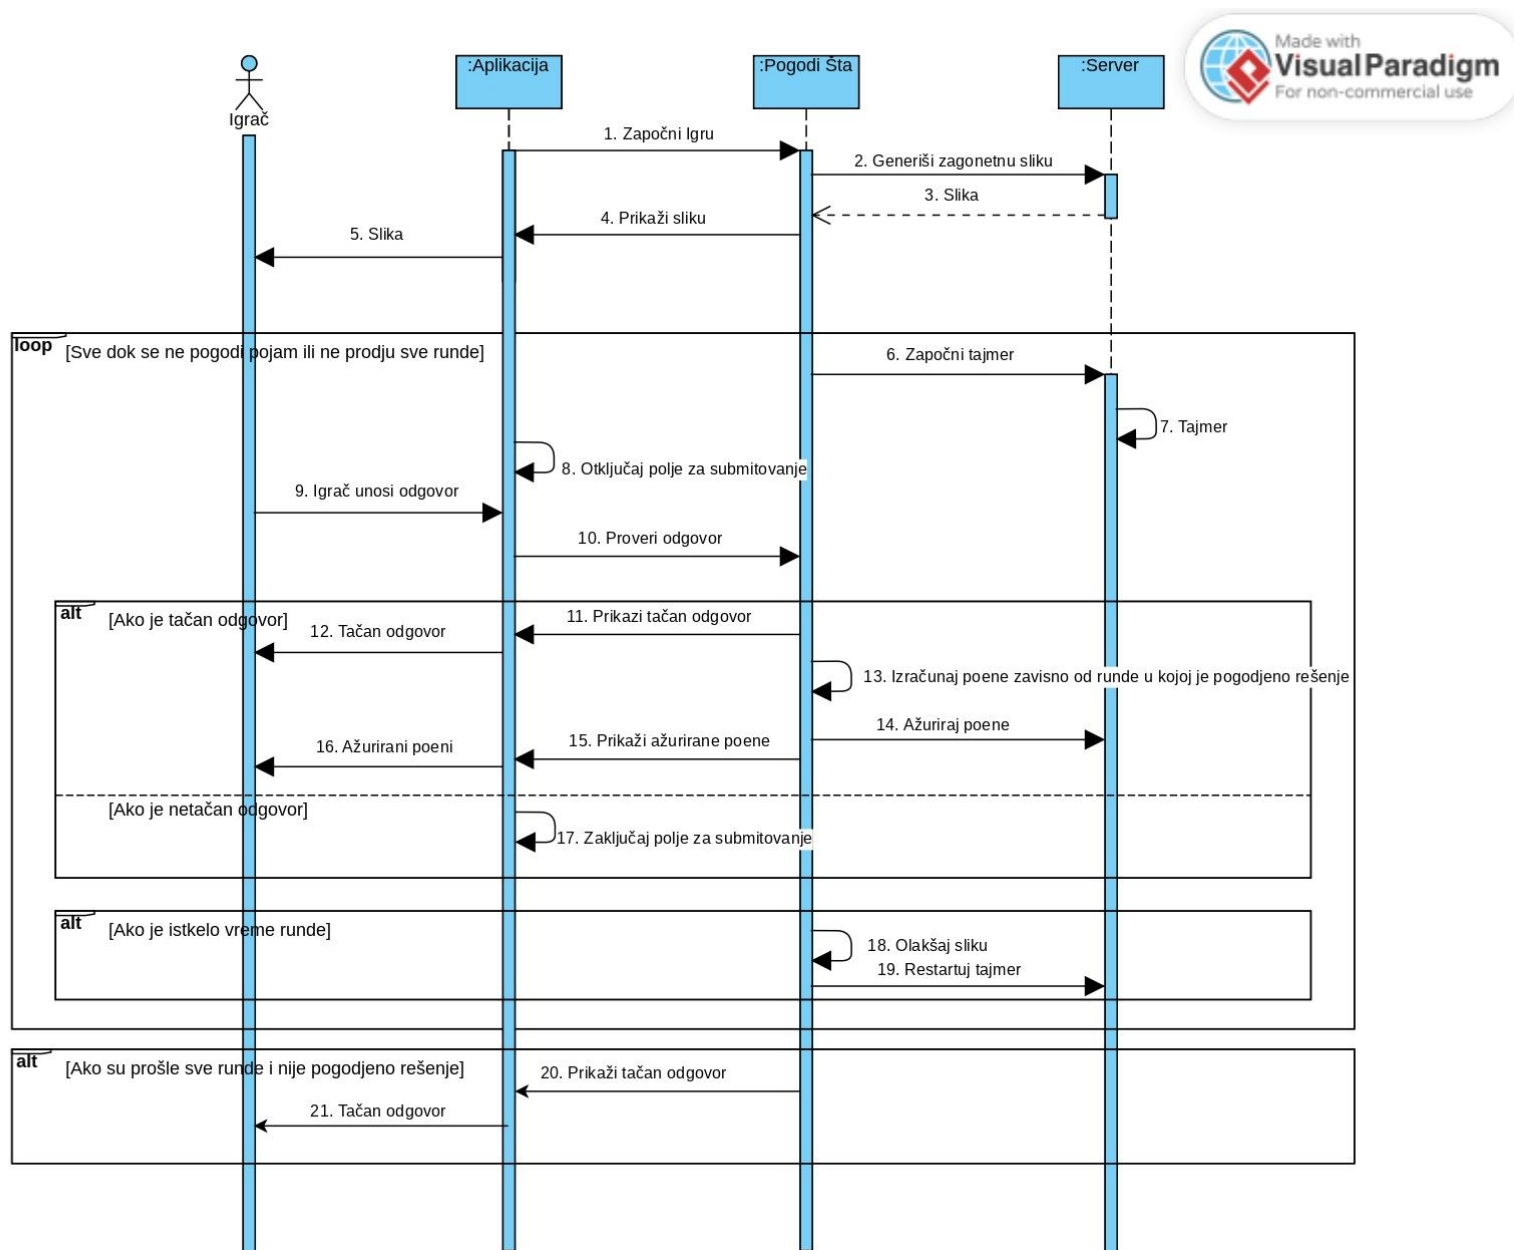 Made with
Visual Paradigm
For non-commercial use
Igrač
:Aplikacija
:Pogodi Šta
:Server
1. Započni Igru
2. Generiši zagonetnu sliku
3. Slika
4. Prikaži sliku
5. Slika
loop
[Sve dok se ne pogodi pojam ili ne prodju sve runde]
6. Započni tajmer
7. Tajmer
8. Otključaj polje za submitovanje
9. Igrač unosi odgovor
10. Proveri odgovor
alt
[Ako je tačan odgovor]
11. Prikazi tačan odgovor
12. Tačan odgovor
13. Izračunaj poene zavisno od runde u kojoj je pogodjeno rešenje
14. Ažuriraj poene
15. Prikaži ažurirane poene
16. Ažurirani poeni
[Ako je netačan odgovor]
17. Zaključaj polje za submitovanje
alt
[Ako je istkelo vreme runde]
18. Olakšaj sliku
19. Restartuj tajmer
alt
[Ako su prošle sve runde i nije pogodjeno rešenje]
20. Prikaži tačan odgovor
21. Tačan odgovor